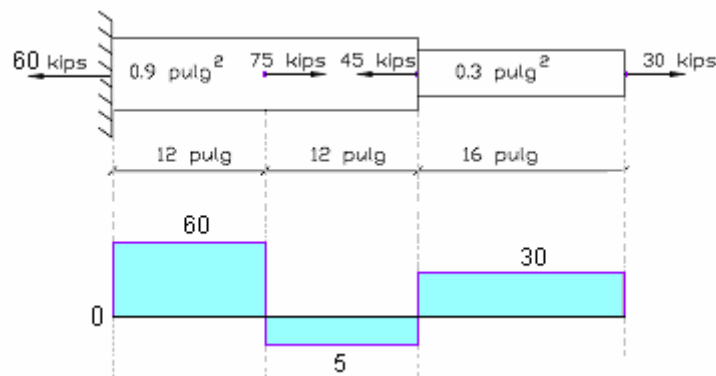 60 kips
0.9 pulg²
75 kips
45 kips
0.3 pulg²
30 kips
12 pulg
12 pulg
16 pulg
60
30
0
5